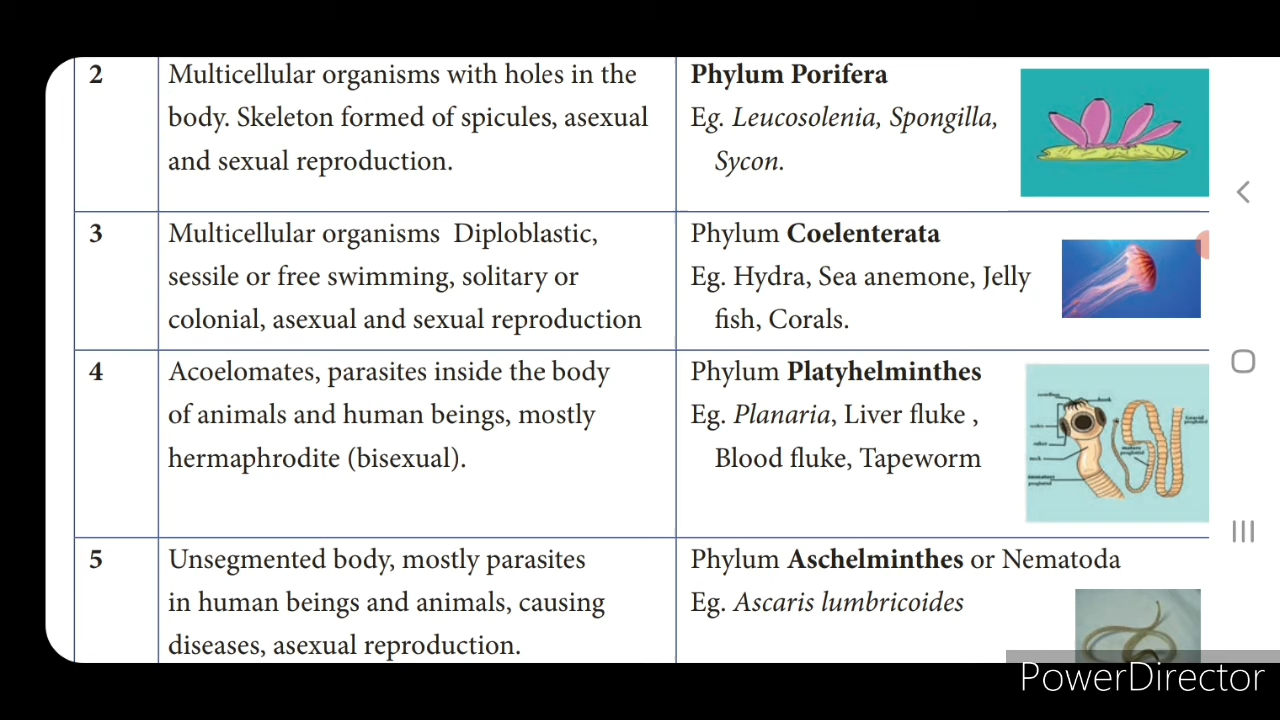 2
Multicellular organisms with holes in the
body. Skeleton formed of spicules, asexual
and sexual reproduction.
Phylum Porifera
Eg. Leucosolenia, Spongilla,
Sycon.
3
Multicellular organisms Diploblastic,
sessile or free swimming, solitary or
colonial, asexual and sexual reproduction
Phylum Coelenterata
Eg. Hydra, Sea anemone, Jelly
fish, Corals.
4
Acoelomates, parasites inside the body
of animals and human beings, mostly
hermaphrodite (bisexual).
Phylum Platyhelminthes
Eg. Planaria, Liver fluke ,
Blood fluke, Tapeworm
5
Unsegmented body, mostly parasites
in human beings and animals, causing
diseases, asexual reproduction.
Phylum Aschelminthes or Nematoda
Eg. Ascaris lumbricoides
PowerDirector